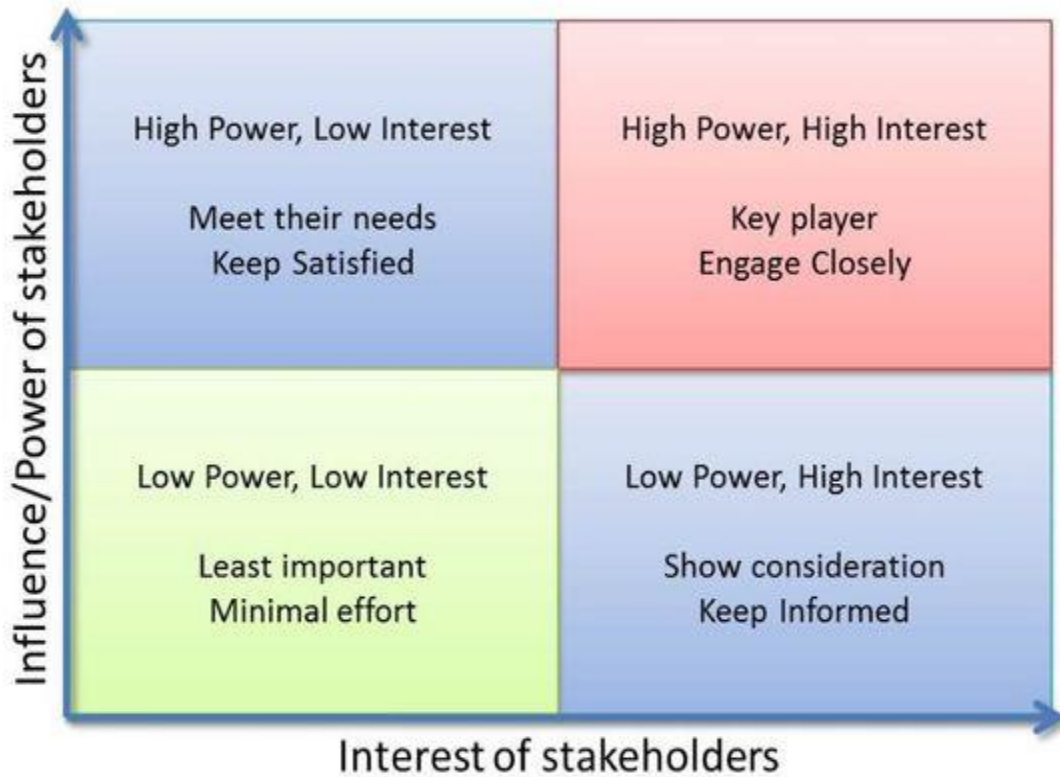 Influence/Power of stakeholders
High Power, Low Interest
Meet their needs
Keep Satisfied
High Power, High Interest
Key player
Engage Closely
Low Power, Low Interest
Least important
Minimal effort
Low Power, High Interest
Show consideration
Keep Informed
Interest of stakeholders